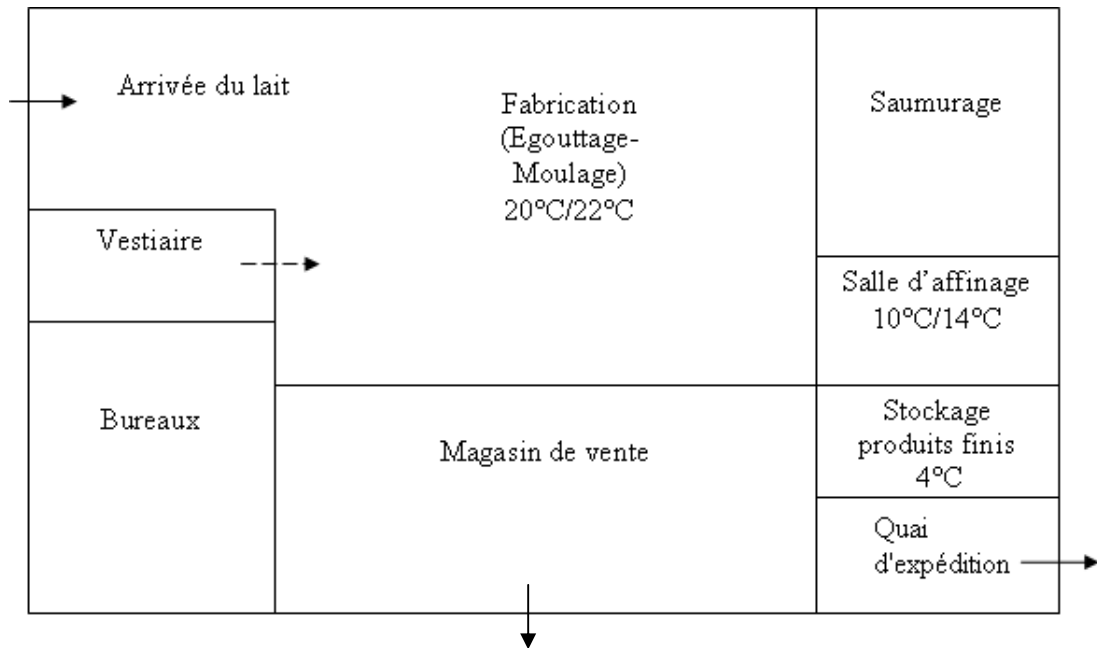 Arrivée du lait
Fabrication
(Egouttage-
Moulage)
20°C/22°C
Saumurage
Vestiaire
Salle d'affinage
10°C/14°C
Bureaux
Magasin de vente
Stockage
produits finis
4°C
Quai
d'expédition